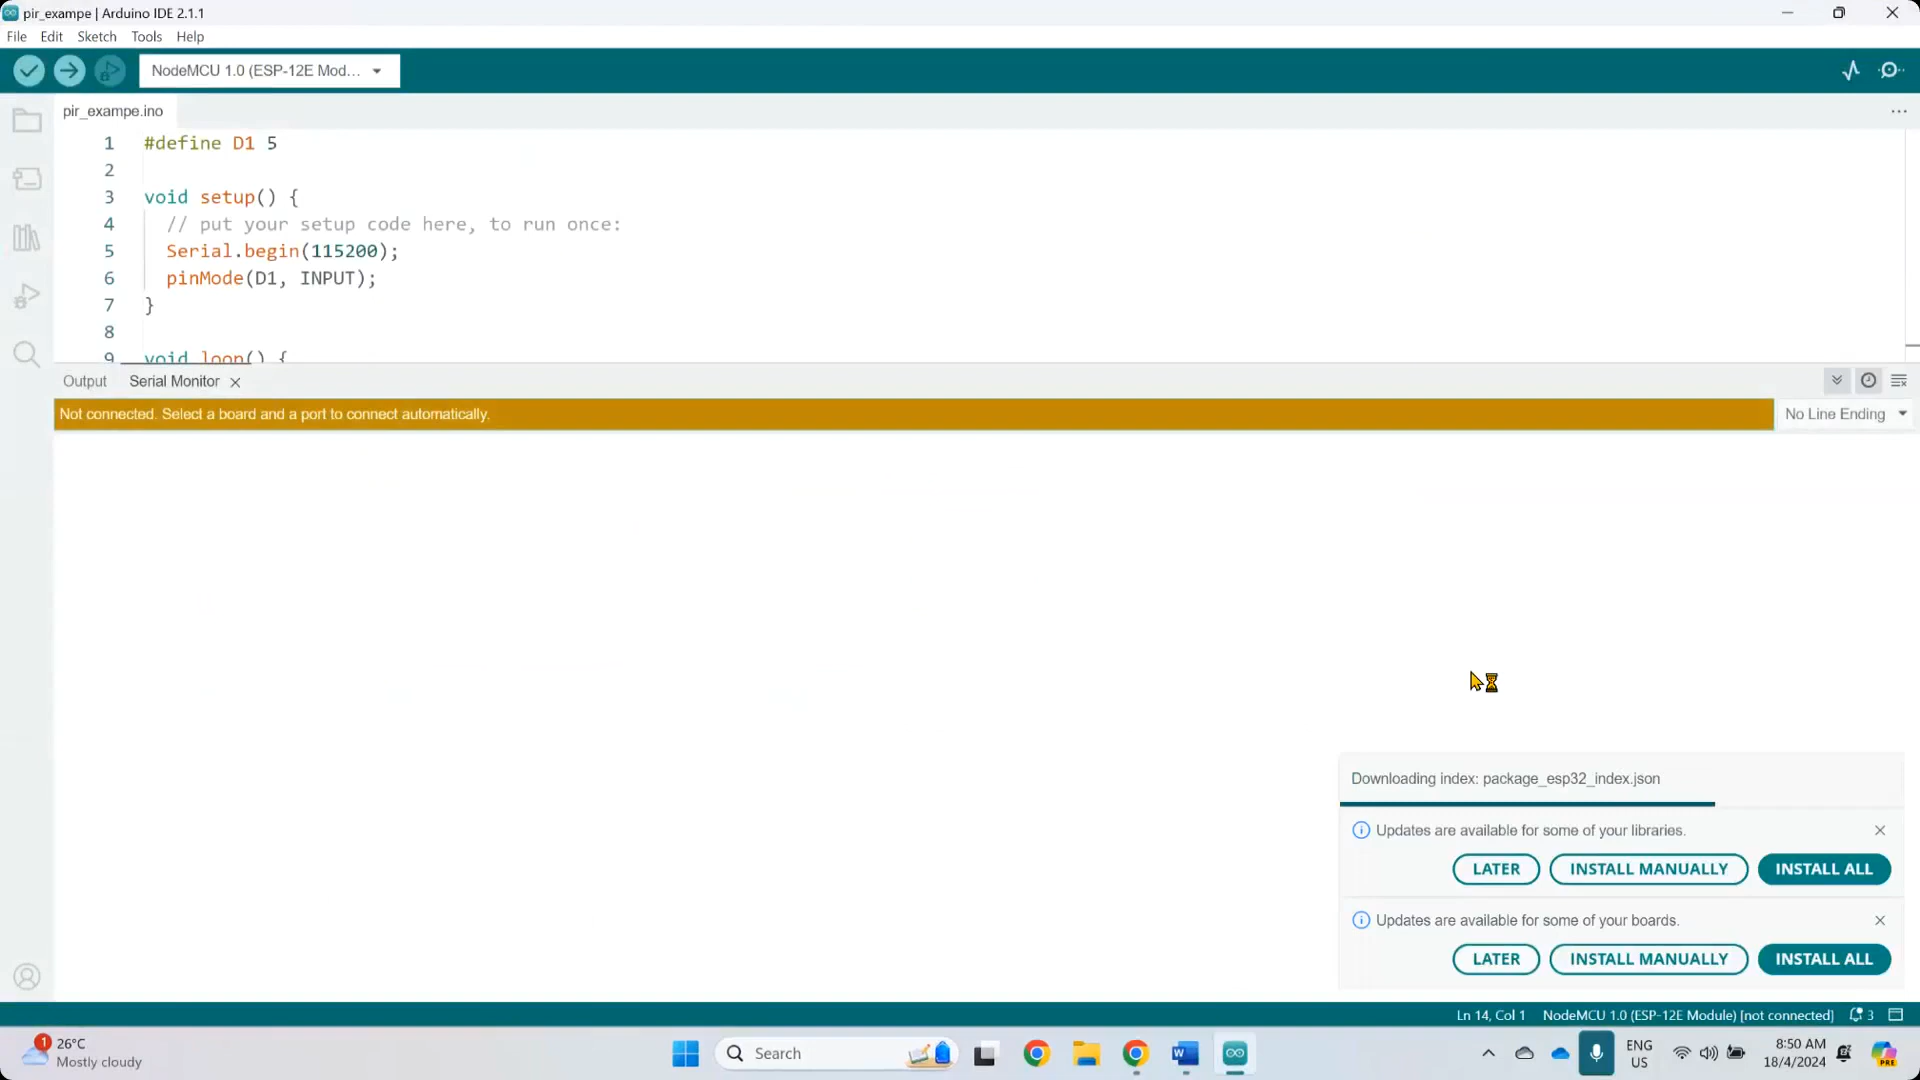 pir_exampe | Arduino IDE 2.1.1
File Edit Sketch Tools Help
NodeMCU 1.0 (ESP-12E Mod...
pir_exampe.ino
1 #define D1 5
2
3 void setup() {
4 // put your setup code here, to run once:
5 Serial.begin(115200);
6 pinMode(D1, INPUT);
7 }
8
9 void loop() {
Output Serial Monitor
Not connected. Select a board and a port to connect automatically.
No Line Ending
Downloading index: package_esp32_index.json
Updates are available for some of your libraries.
LATER INSTALL MANUALLY INSTALL ALL
Updates are available for some of your boards.
LATER INSTALL MANUALLY INSTALL ALL
Ln 14, Col 1 NodeMCU 1.0 (ESP-12E Module) [not connected] 3
1 26°C
Mostly cloudy
Search
ENG
US
8:50 AM
18/4/2024
PRE